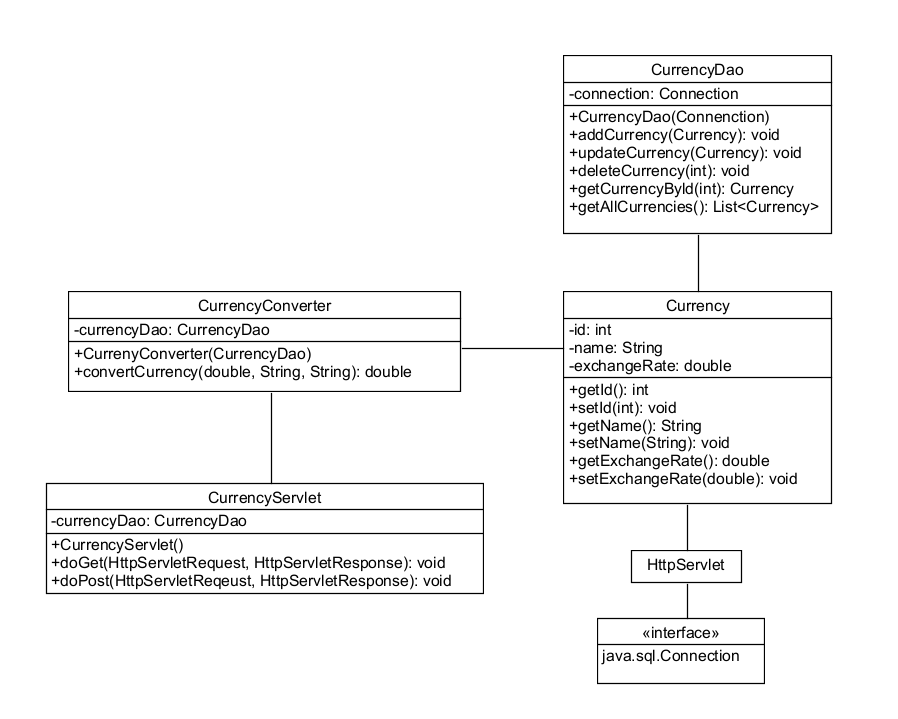 CurrencyDao
-connection: Connection
+CurrencyDao(Connenction)
+addCurrency(Currency): void
+updateCurrency(Currency): void
+deleteCurrency(int): void
+getCurrencyById(int): Currency
+getAllCurrencies(): List<Currency>
CurrencyConverter
-currencyDao: CurrencyDao
+CurrenyConverter(CurrencyDao)
+convertCurrency(double, String, String): double
Currency
-id: int
-name: String
-exchangeRate: double
+getId(): int
+setId(int): void
+getName(): String
+setName(String): void
+getExchangeRate(): double
+setExchangeRate(double): void
CurrencyServlet
-currencyDao: CurrencyDao
+CurrencyServlet()
+doGet(HttpServletRequest, HttpServletResponse): void
+doPost(HttpServletReqeust, HttpServletResponse): void
HttpServlet
«interface»
java.sql.Connection